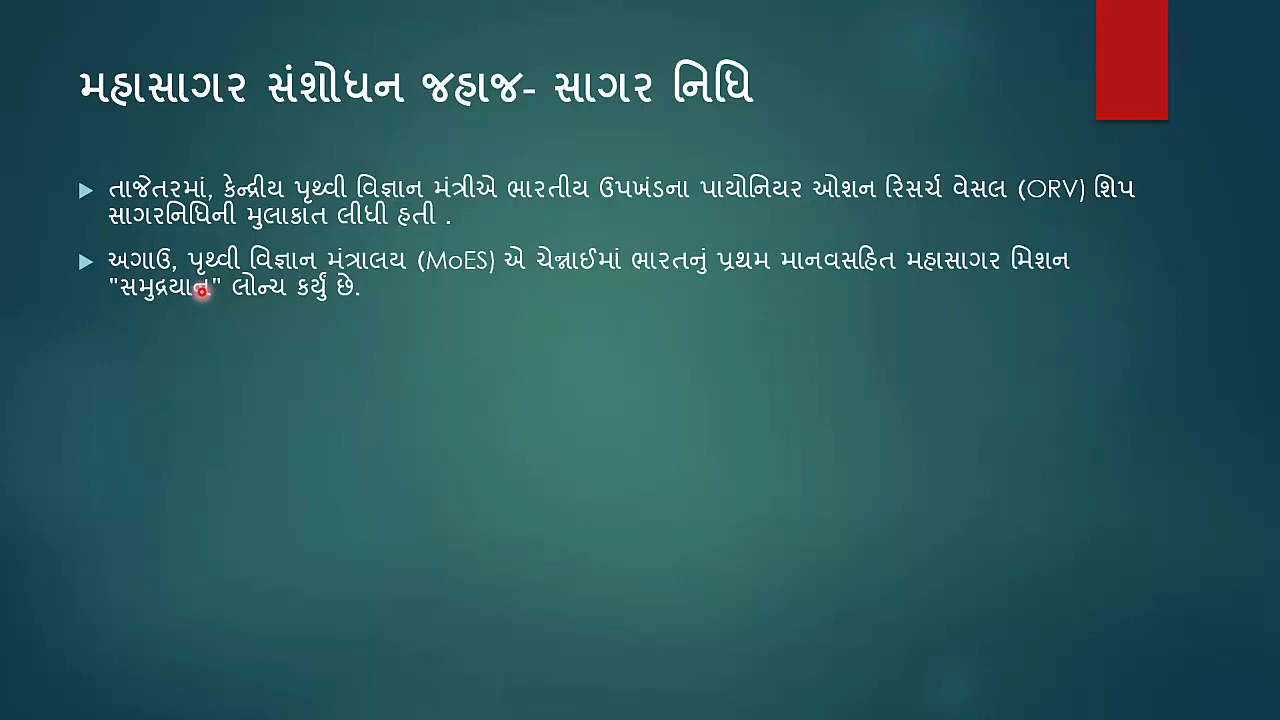 મહાસાગર સંશોધન જહાજ- સાગર નિધિ
તાજેતરમાં, કેન્દ્રીય પૃથ્વી વિજ્ઞાન મંત્રીએ ભારતીય ઉપખંડના પાયોનિયર ઓશન રિસર્ચ વેસલ (ORV) શિપ
સાગરનિધિની મુલાકાત લીધી હતી .
અગાઉ, પૃથ્વી વિજ્ઞાન મંત્રાલય (MoES) એ ચેન્નાઈમાં ભારતનું પ્રથમ માનવસહિત મહાસાગર મિશન
"સમુદ્રયાન" લોન્ચ કર્યું છે.